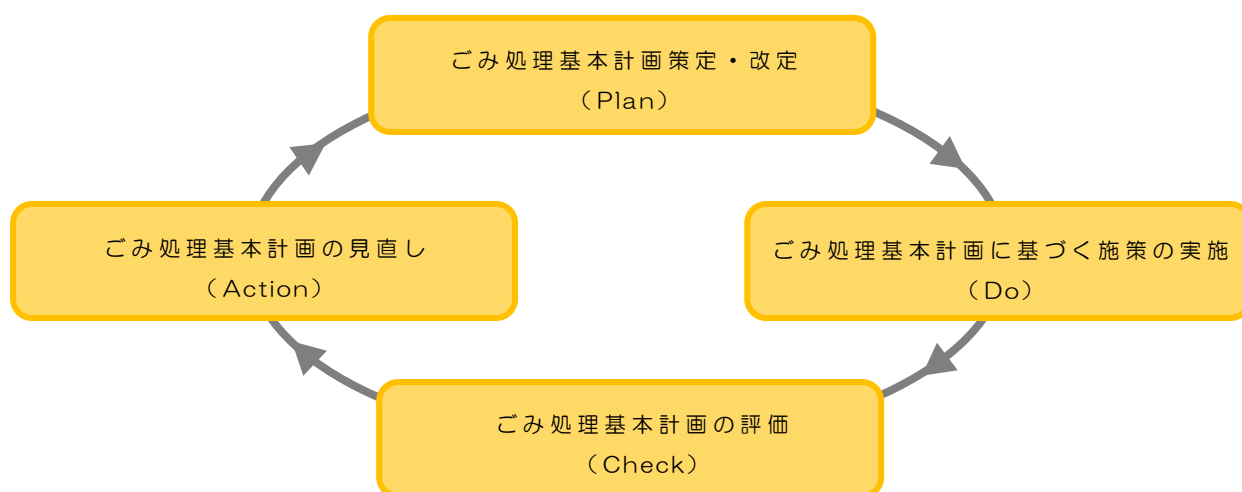 ごみ処理基本計画策定・改定
（Plan）
ごみ処理基本計画の見直し
（Action）
ごみ処理基本計画に基づく施策の実施
（Do）
ごみ処理基本計画の評価
（Check）